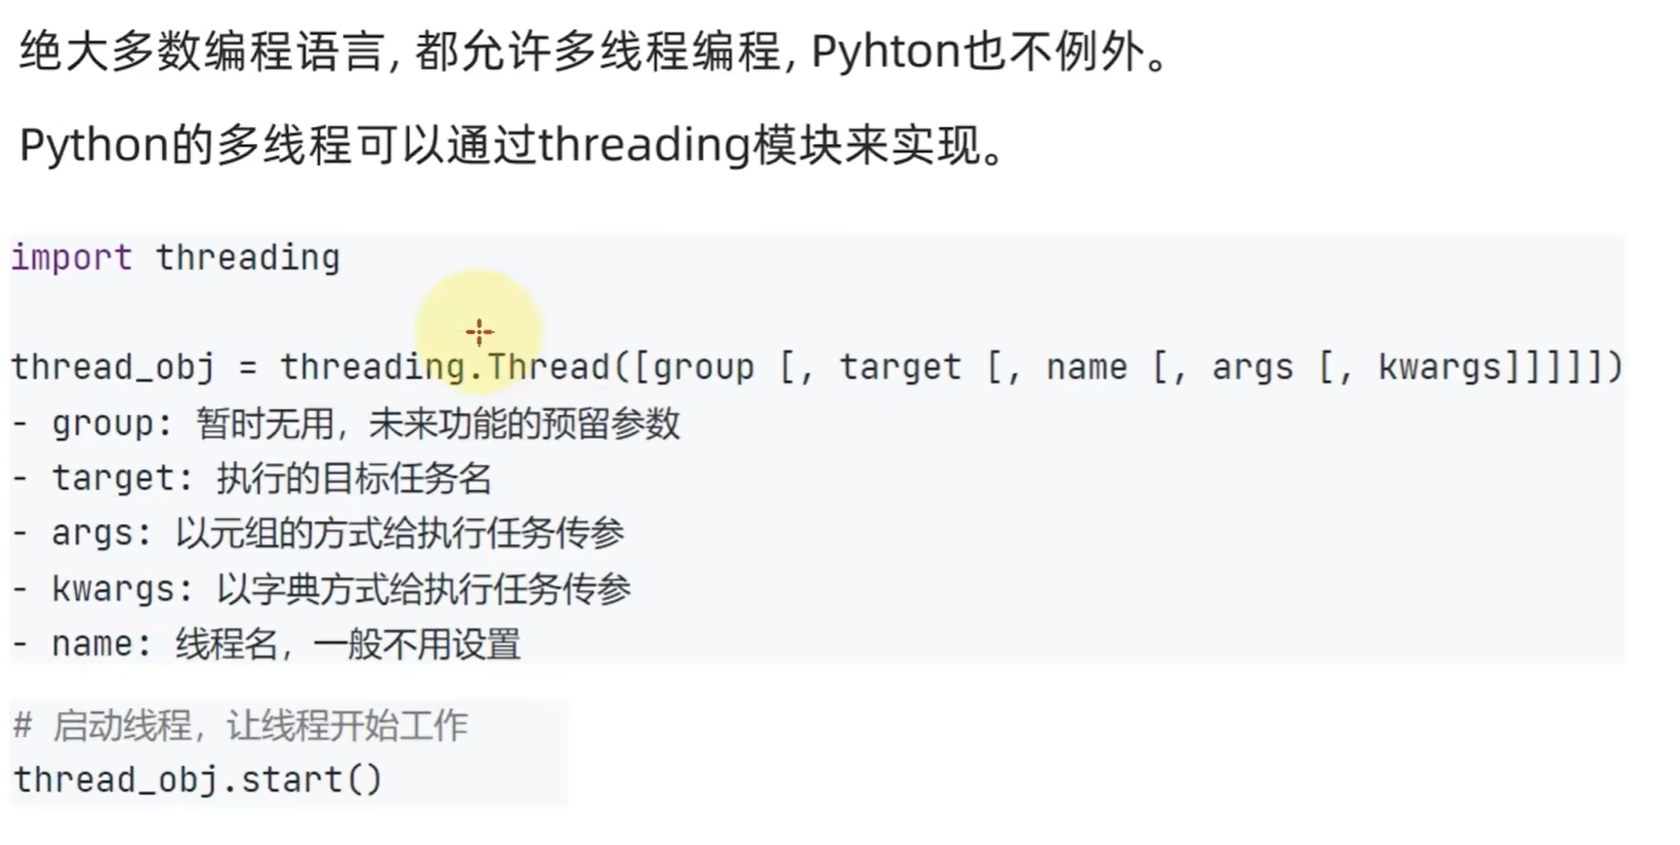 绝大多数编程语言, 都允许多线程编程, Pyhton也不例外。
Python的多线程可以通过threading模块来实现。
import threading
thread_obj = threading.Thread([group [, target [, name [, args [, kwargs]]]]])
- group: 暂时无用，未来功能的预留参数
- target: 执行的目标任务名
- args: 以元组的方式给执行任务传参
- kwargs: 以字典方式给执行任务传参
- name: 线程名，一般不用设置
# 启动线程，让线程开始工作
thread_obj.start()